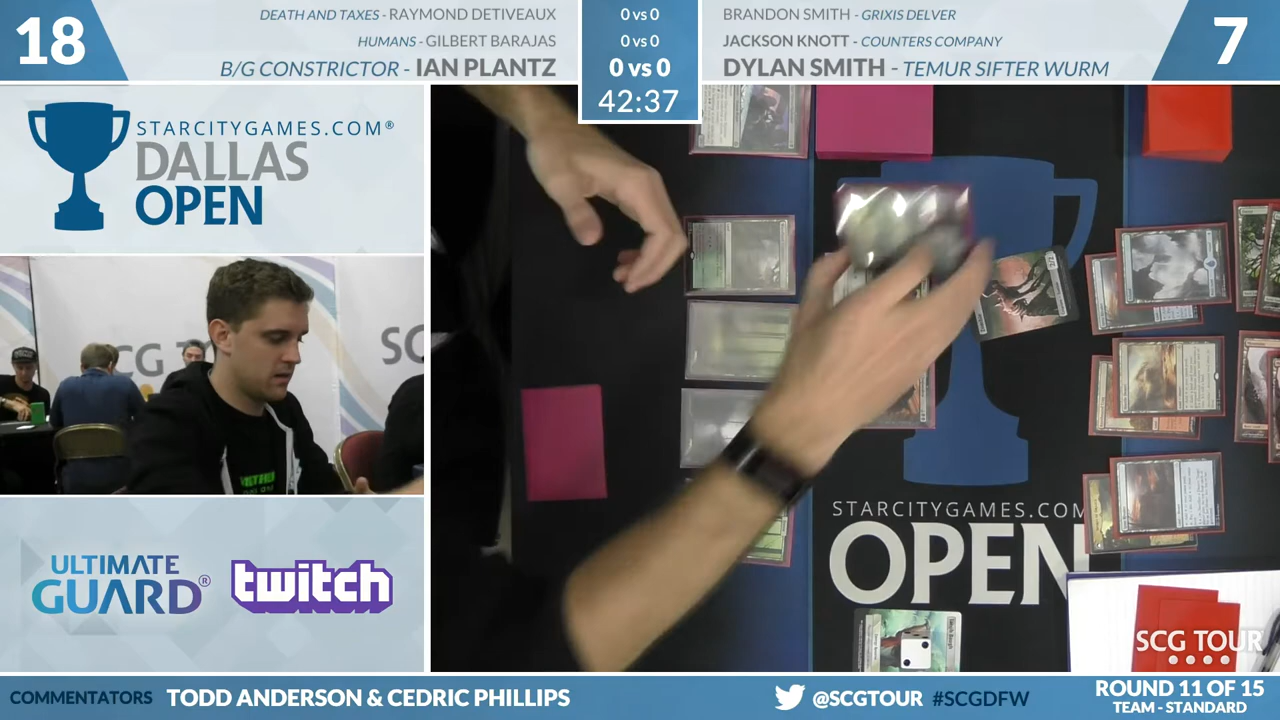 18
DEATH AND TAXES - RAYMOND DETIVEAUX
HUMANS - GILBERT BARAJAS
B/G CONSTRICTOR - IAN PLANTZ
0 vs 0
0 vs 0
0 vs 0
42:37
BRANDON SMITH - GRIXIS DELVER
JACKSON KNOTT - COUNTERS COMPANY
DYLAN SMITH - TEMUR SIFTER WURM
7
STARCITYGAMES.COM®
DALLAS
OPEN
SCG
SC
ULTIMATE
GUARD®
twitch
STARCITYGAMES.COM
OPEN
SCG TOUR
COMMENTATORS TODD ANDERSON & CEDRIC PHILLIPS
@SCGTOUR #SCGDFW
ROUND 11 OF 15
TEAM - STANDARD